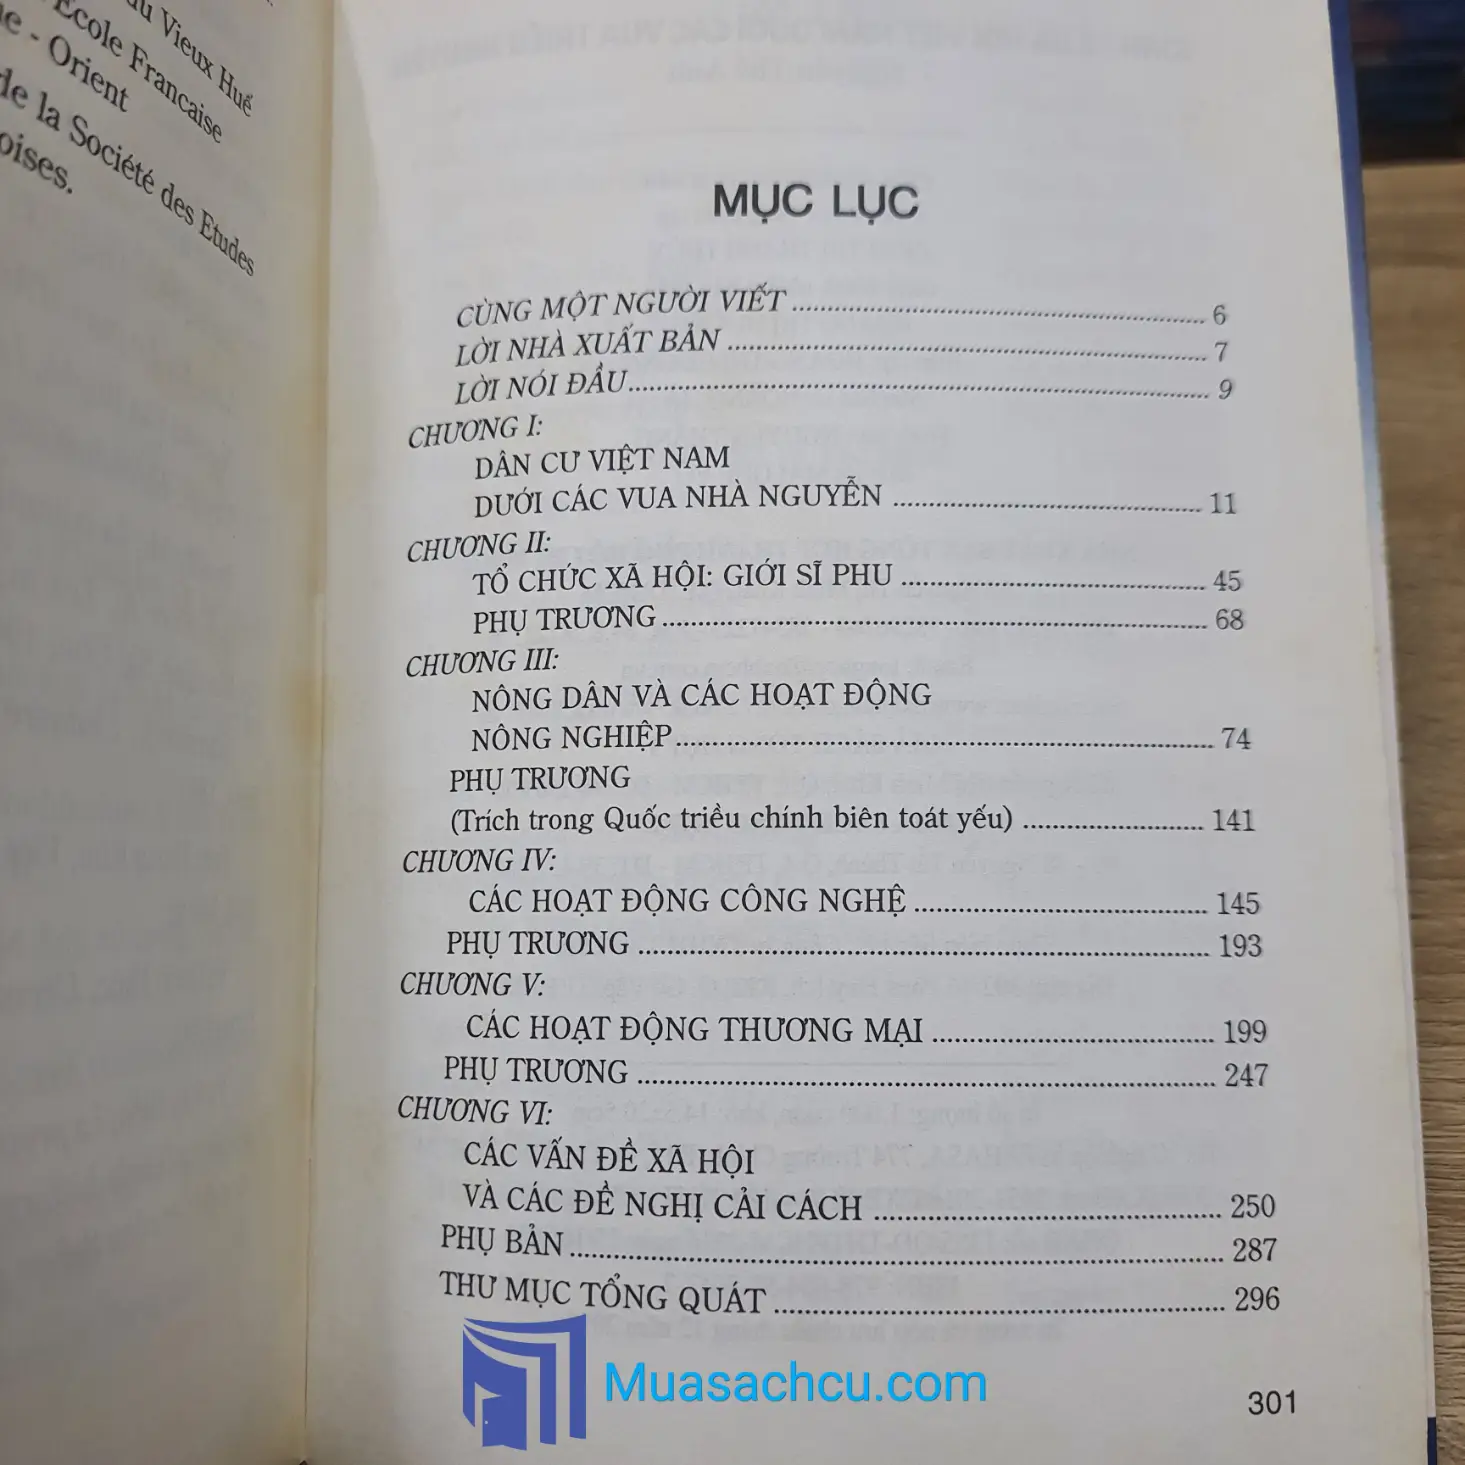 du Vieux Huế
Ecole Francaise
- Orient
de la Société des Etudes
MỤC LỤC
CÙNG MỘT NGƯỜI VIẾT ........ 6
LỜI NHÀ XUẤT BẢN ........ 7
LỜI NÓI ĐẦU ........ 9
CHƯƠNG I:
DÂN CƯ VIỆT NAM
DƯỚI CÁC VUA NHÀ NGUYỄN ........ 11
CHƯƠNG II:
TỔ CHỨC XÃ HỘI: GIỚI SĨ PHU ........ 45
PHỤ TRƯƠNG ........ 68
CHƯƠNG III:
NÔNG DÂN VÀ CÁC HOẠT ĐỘNG
NÔNG NGHIỆP ........ 74
PHỤ TRƯƠNG
(Trích trong Quốc triều chính biên toát yếu) ........ 141
CHƯƠNG IV:
CÁC HOẠT ĐỘNG CÔNG NGHỆ ........ 145
PHỤ TRƯƠNG ........ 193
CHƯƠNG V:
CÁC HOẠT ĐỘNG THƯƠNG MẠI ........ 199
PHỤ TRƯƠNG ........ 247
CHƯƠNG VI:
CÁC VẤN ĐỀ XÃ HỘI
VÀ CÁC ĐỀ NGHỊ CẢI CÁCH ........ 250
PHỤ BẢN ........ 287
THƯ MỤC TỔNG QUÁT ........ 296
Muasachcu.com
301